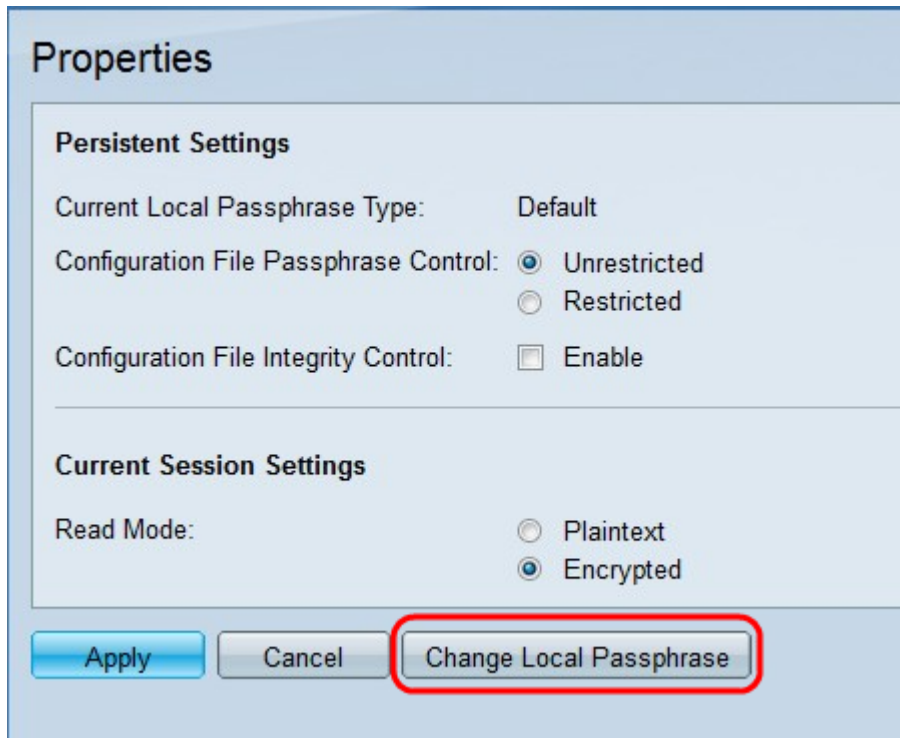 Properties
Persistent Settings
Current Local Passphrase Type: Default
Configuration File Passphrase Control: Unrestricted
Restricted
Configuration File Integrity Control: Enable
Current Session Settings
Read Mode: Plaintext
Encrypted
Apply Cancel Change Local Passphrase